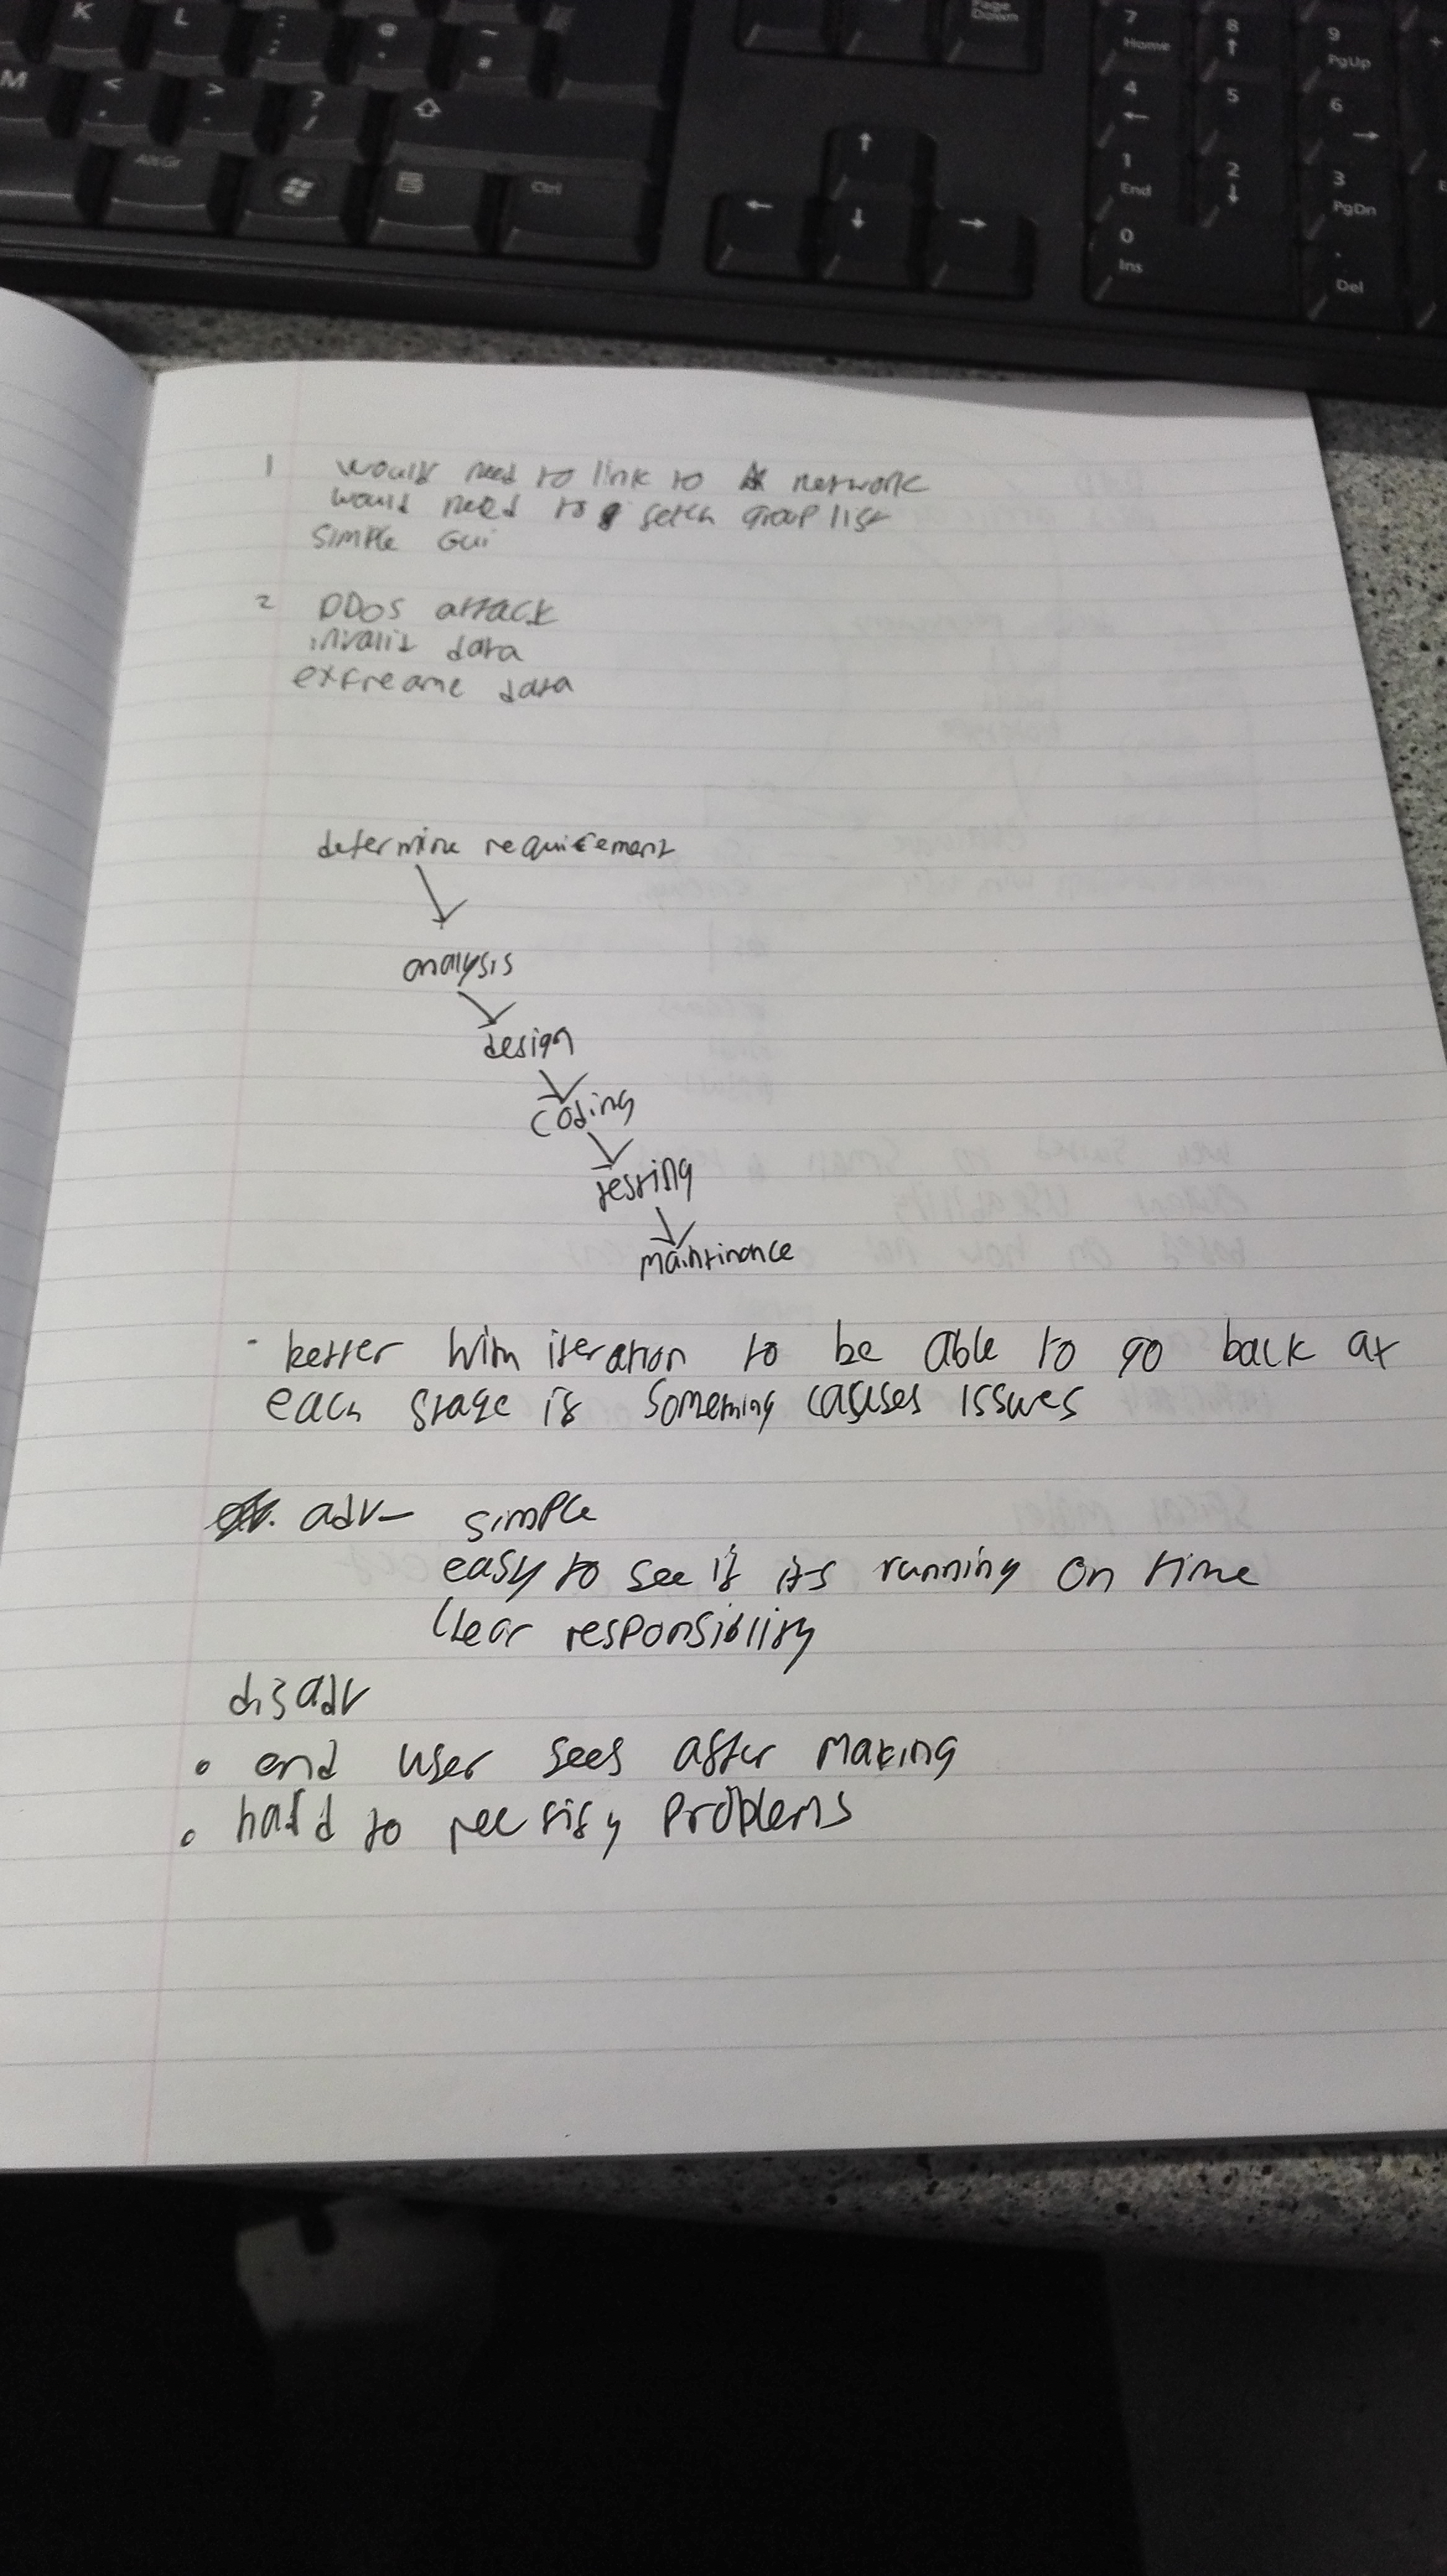 K L : ; @ ' ~ # Page Down 7 Home 8 ↑ 9 PgUp +
M < , > . ? / ⇧ ↑ 4 ← 5 6 →
Alt Gr Ctrl ← ↓ → 1 End 2 ↓ 3 PgDn
0 Ins . Del
1 would need to link to A network
would need to fetch group list
simple GUI
2 DDoS attack
invalid data
extreame data
determine requirement
analysis
design
coding
testing
maintinance
- better with iteration to be able to go back at
each stage if something causes issues
adv- simple
easy to see if its running on time
Clear responsiblity
disadv
• end user sees after making
• hard to rectify problems